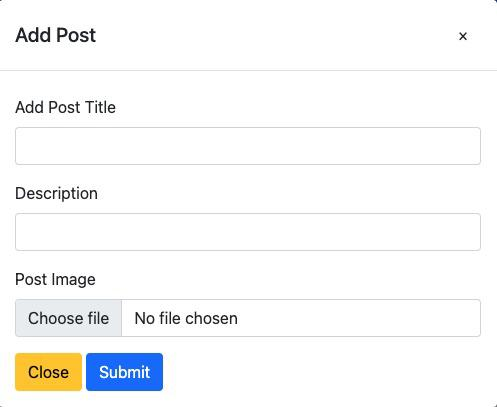 Add Post ×
Add Post Title
Description
Post Image
Choose file No file chosen
Close Submit